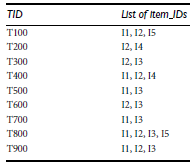 TID List of Item_IDs
T100 I1, I2, I5
T200 I2, I4
T300 I2, I3
T400 I1, I2, I4
T500 I1, I3
T600 I2, I3
T700 I1, I3
T800 I1, I2, I3, I5
T900 I1, I2, I3